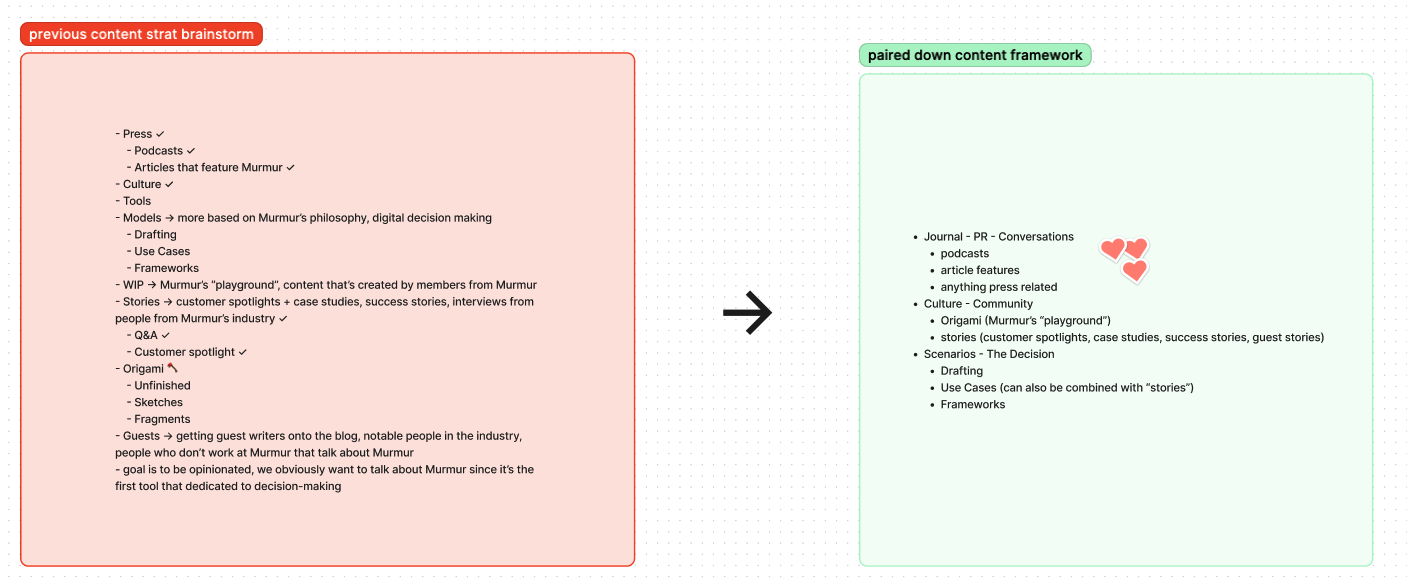 previous content strat brainstorm
- Press ✓
- Podcasts ✓
- Articles that feature Murmur ✓
- Culture ✓
- Tools
- Models → more based on Murmur's philosophy, digital decision making
- Drafting
- Use Cases
- Frameworks
- WIP → Murmur's "playground", content that's created by members from Murmur
- Stories → customer spotlights + case studies, success stories, interviews from
people from Murmur's industry ✓
- Q&A ✓
- Customer spotlight ✓
- Origami 🪓
- Unfinished
- Sketches
- Fragments
- Guests → getting guest writers onto the blog, notable people in the industry,
people who don't work at Murmur that talk about Murmur
- goal is to be opinionated, we obviously want to talk about Murmur since it's the
first tool that dedicated to decision-making
paired down content framework
• Journal - PR - Conversations
• podcasts
• article features
• anything press related
• Culture - Community
• Origami (Murmur's "playground")
• stories (customer spotlights, case studies, success stories, guest stories)
• Scenarios - The Decision
• Drafting
• Use Cases (can also be combined with "stories")
• Frameworks